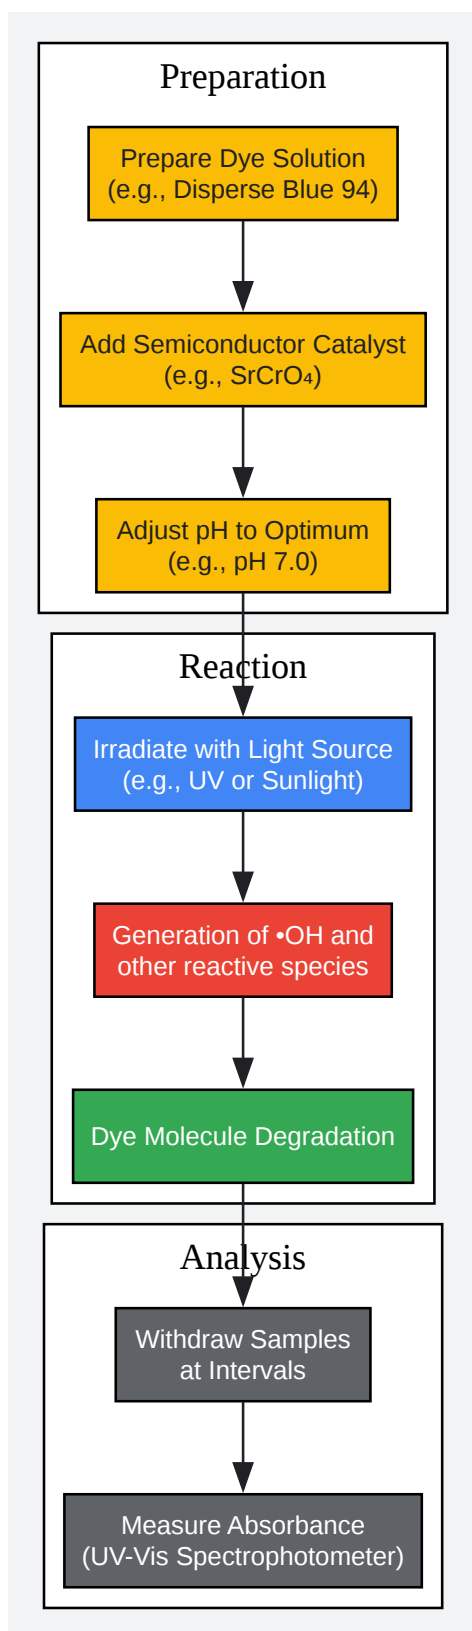 Preparation
Prepare Dye Solution
(e.g., Disperse Blue 94)
Add Semiconductor Catalyst
(e.g., SrCrO₄)
Adjust pH to Optimum
(e.g., pH 7.0)
Reaction
Irradiate with Light Source
(e.g., UV or Sunlight)
Generation of •OH and
other reactive species
Dye Molecule Degradation
Analysis
Withdraw Samples
at Intervals
Measure Absorbance
(UV-Vis Spectrophotometer)